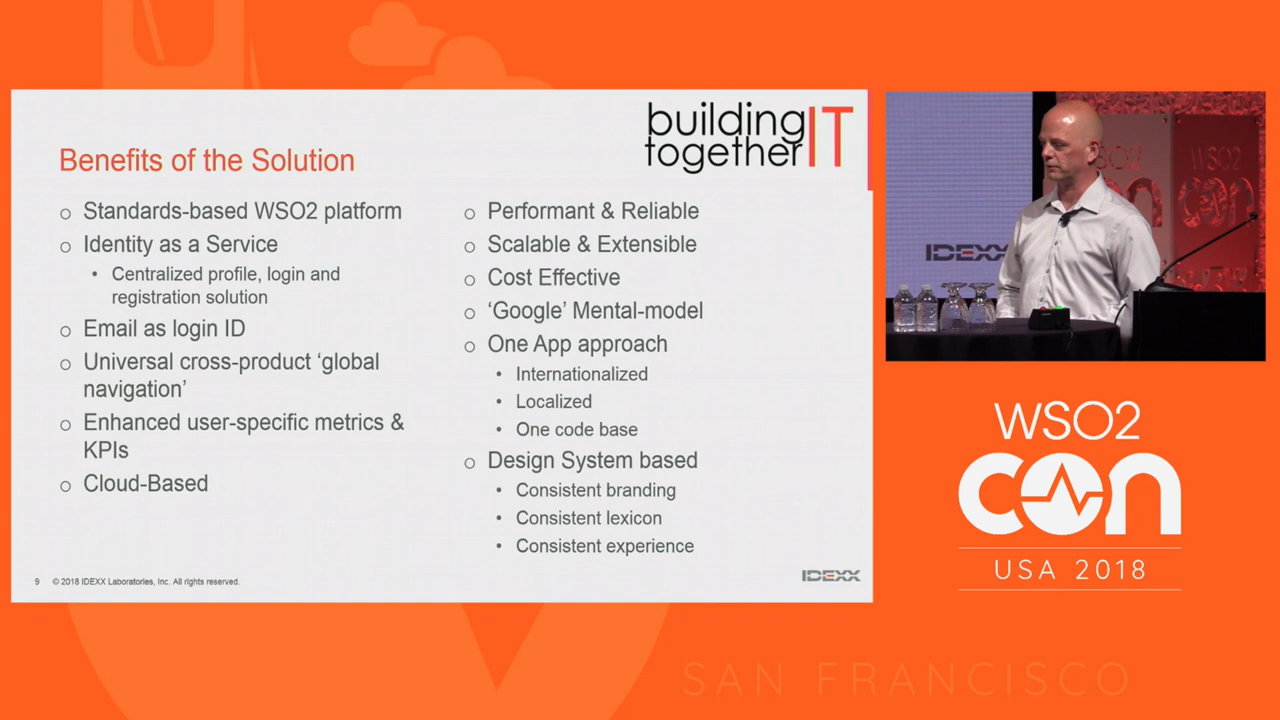 building
togetherIT
Benefits of the Solution
o Standards-based WSO2 platform
o Identity as a Service
• Centralized profile, login and
registration solution
o Email as login ID
o Universal cross-product ‘global
navigation’
o Enhanced user-specific metrics &
KPIs
o Cloud-Based
o Performant & Reliable
o Scalable & Extensible
o Cost Effective
o ‘Google’ Mental-model
o One App approach
• Internationalized
• Localized
• One code base
o Design System based
• Consistent branding
• Consistent lexicon
• Consistent experience
9 © 2018 IDEXX Laboratories, Inc. All rights reserved.
IDEXX
IDEXX
WSO2
con
WSO2
con
USA 2018
SAN FRANCISCO